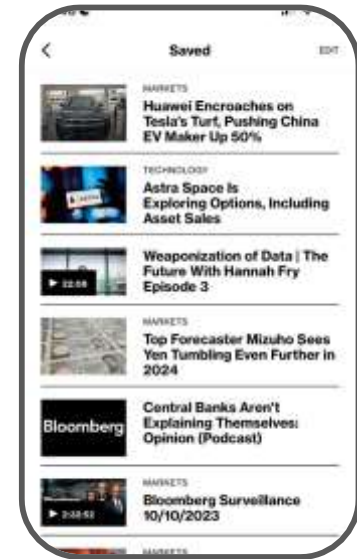 Saved
EDIT
MARKETS
Huawei Encroaches on
Tesla's Turf, Pushing China
EV Maker Up 50%
TECHNOLOGY
Astra Space Is
Exploring Options, Including
Asset Sales
Weaponization of Data | The
Future With Hannah Fry
Episode 3
MARKETS
Top Forecaster Mizuho Sees
Yen Tumbling Even Further in
2024
Bloomberg
Central Banks Aren't
Explaining Themselves:
Opinion (Podcast)
MARKETS
Bloomberg Surveillance
10/10/2023
MARKETS